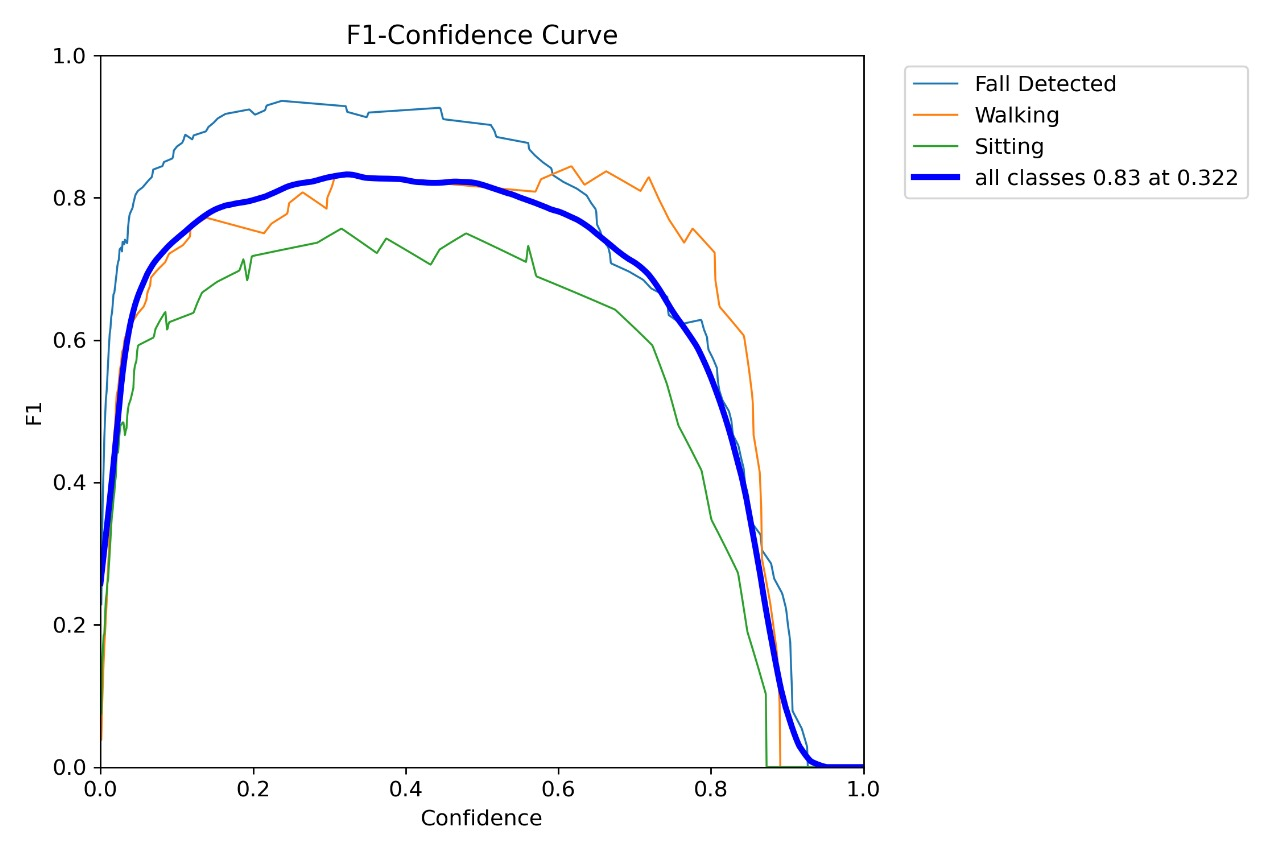 F1-Confidence Curve
1.0
0.8
0.6
0.4
0.2
0.0
F1
0.0 0.2 0.4 0.6 0.8 1.0
Confidence
Fall Detected
Walking
Sitting
all classes 0.83 at 0.322